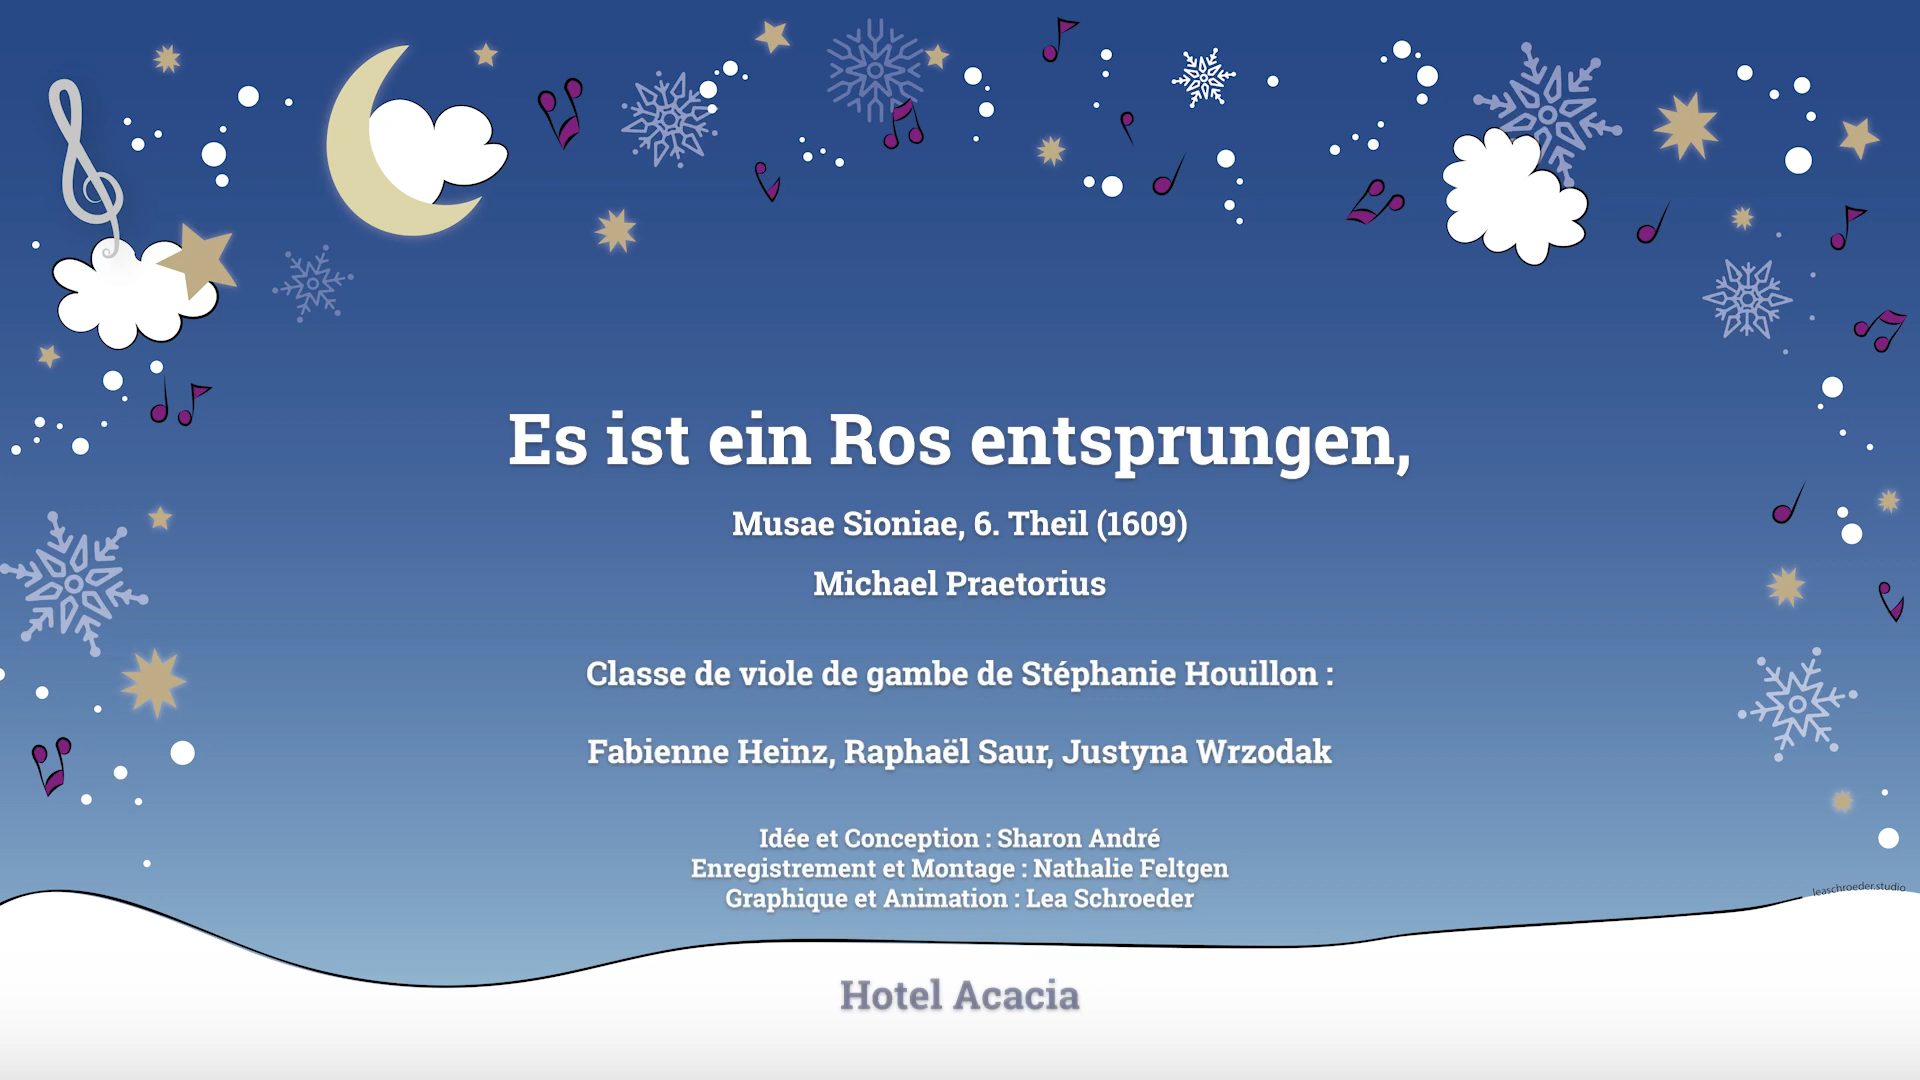 Es ist ein Ros entsprungen,
Musae Sioniae, 6. Theil (1609)
Michael Praetorius
Classe de viole de gambe de Stéphanie Houillon :
Fabienne Heinz, Raphaël Saur, Justyna Wrzodak
Idée et Conception : Sharon André
Enregistrement et Montage : Nathalie Feltgen
Graphique et Animation : Lea Schroeder
leaschroeder.studio
Hotel Acacia